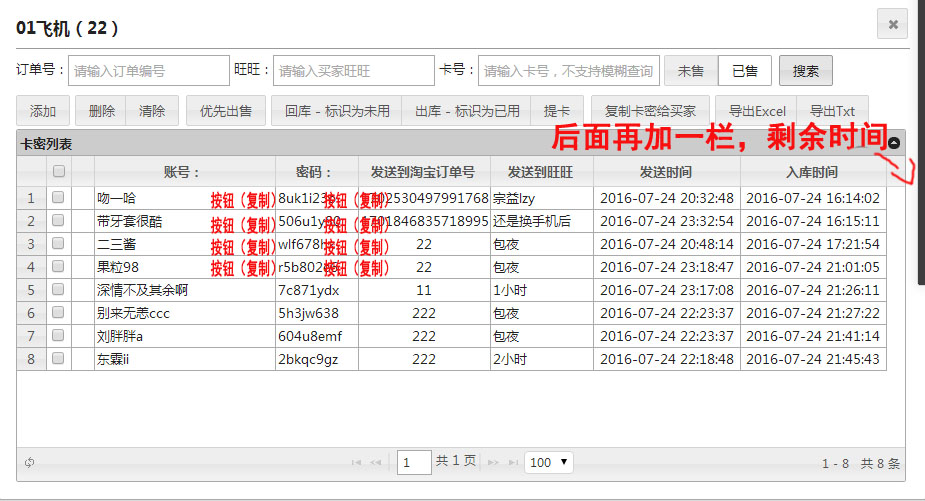 01飞机（22）
订单号： 请输入订单编号 旺旺： 请输入买家旺旺 卡号： 请输入卡号，不支持模糊查询 未售 已售 搜索
添加 删除 清除 优先出售 回库 - 标识为未用 出库 - 标识为已用 提卡 复制卡密给买家 导出Excel 导出Txt
后面再加一栏，剩余时间
卡密列表
账号： 密码： 发送到淘宝订单号 发送到旺旺 发送时间 入库时间
1 吻一哈 按钮（复制） 8uk1i23 按钮（复制） 02530497991768 宗益lzy 2016-07-24 20:32:48 2016-07-24 16:14:02
2 带牙套很酷 按钮（复制） 506u1y 按钮（复制） 701846835718995 还是换手机后 2016-07-24 23:32:54 2016-07-24 16:15:11
3 二三酱 按钮（复制） wlf678 按钮（复制） 22 包夜 2016-07-24 20:48:14 2016-07-24 17:21:54
4 果粒98 按钮（复制） r5b802 按钮（复制） 22 包夜 2016-07-24 23:18:47 2016-07-24 21:01:05
5 深情不及其余啊 7c871ydx 11 1小时 2016-07-24 23:17:08 2016-07-24 21:26:11
6 别来无恙ccc 5h3jw638 222 包夜 2016-07-24 22:23:37 2016-07-24 21:27:22
7 刘胖胖a 604u8emf 222 包夜 2016-07-24 22:23:37 2016-07-24 21:41:14
8 东霖ii 2bkqc9gz 222 2小时 2016-07-24 22:18:48 2016-07-24 21:45:43
1 共 1 页 100 1 - 8 共 8 条